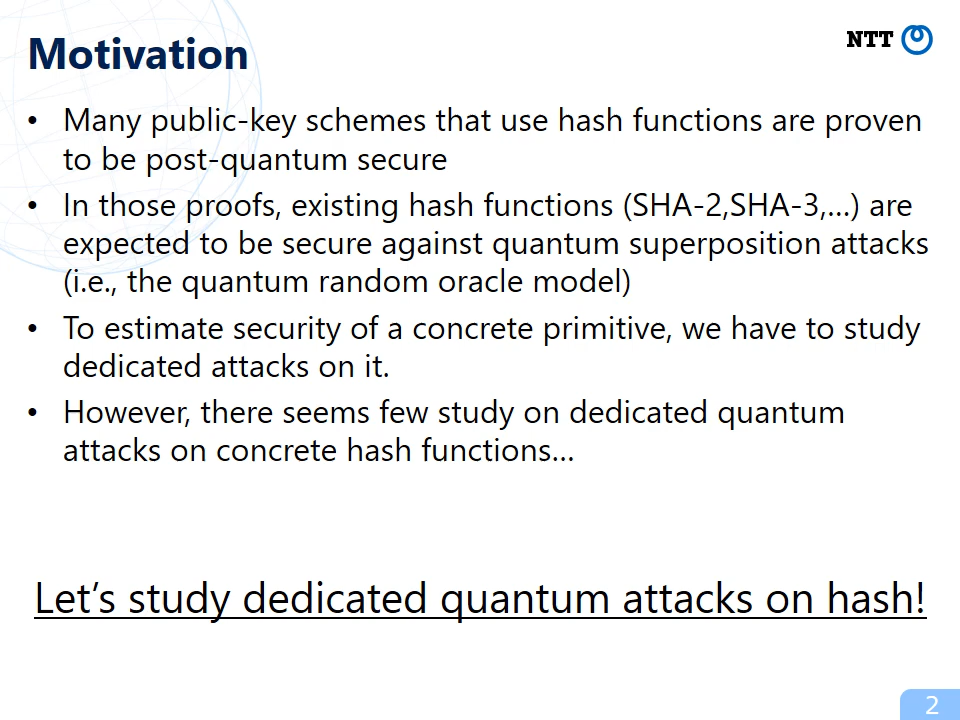 Motivation
NTT
• Many public-key schemes that use hash functions are proven
to be post-quantum secure
• In those proofs, existing hash functions (SHA-2,SHA-3,...) are
expected to be secure against quantum superposition attacks
(i.e., the quantum random oracle model)
• To estimate security of a concrete primitive, we have to study
dedicated attacks on it.
• However, there seems few study on dedicated quantum
attacks on concrete hash functions...
Let's study dedicated quantum attacks on hash!
2